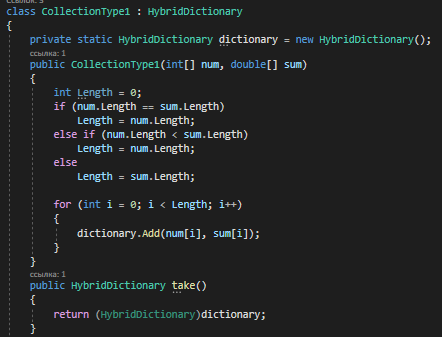 Ссылок: 3
class CollectionType1 : HybridDictionary
{
private static HybridDictionary dictionary = new HybridDictionary();
ссылка: 1
public CollectionType1(int[] num, double[] sum)
{
int Length = 0;
if (num.Length == sum.Length)
Length = num.Length;
else if (num.Length < sum.Length)
Length = num.Length;
else
Length = sum.Length;
for (int i = 0; i < Length; i++)
{
dictionary.Add(num[i], sum[i]);
}
}
ссылка: 1
public HybridDictionary take()
{
return (HybridDictionary)dictionary;
}